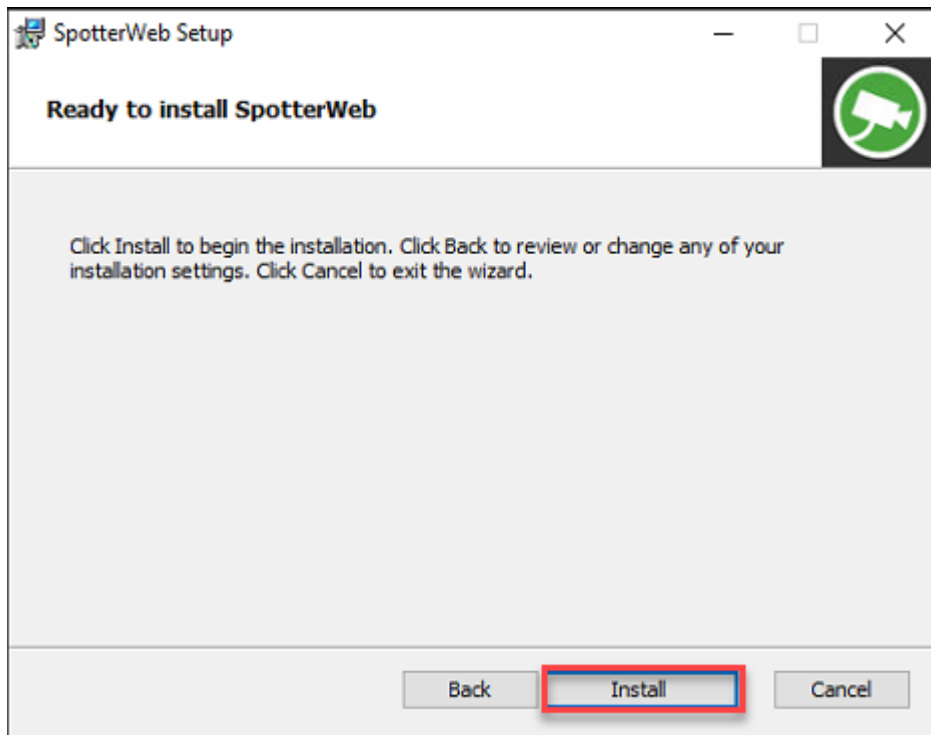 SpotterWeb Setup
Ready to install SpotterWeb
Click Install to begin the installation. Click Back to review or change any of your
installation settings. Click Cancel to exit the wizard.
Back Install Cancel